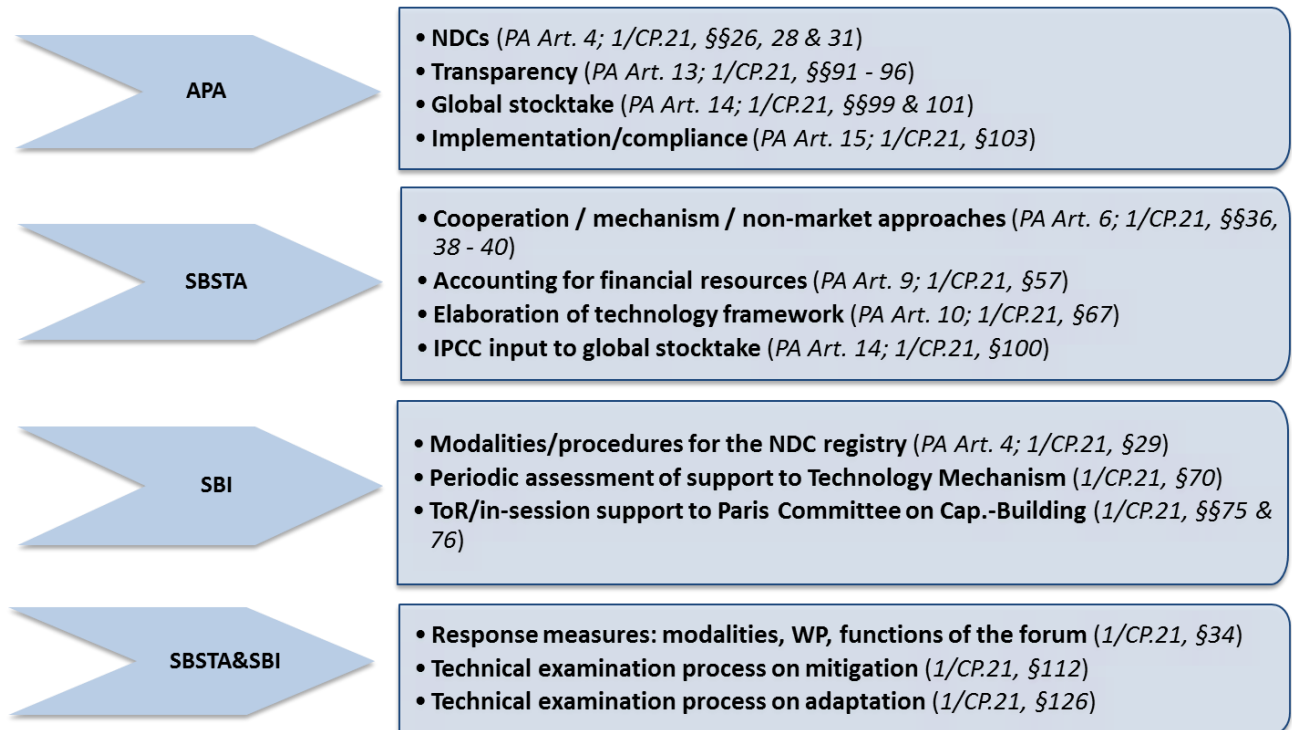 APA
• NDCs (PA Art. 4; 1/CP.21, §§26, 28 & 31)
• Transparency (PA Art. 13; 1/CP.21, §§91 - 96)
• Global stocktake (PA Art. 14; 1/CP.21, §§99 & 101)
• Implementation/compliance (PA Art. 15; 1/CP.21, §103)
SBSTA
• Cooperation / mechanism / non-market approaches (PA Art. 6; 1/CP.21, §§36,
38 - 40)
• Accounting for financial resources (PA Art. 9; 1/CP.21, §57)
• Elaboration of technology framework (PA Art. 10; 1/CP.21, §67)
• IPCC input to global stocktake (PA Art. 14; 1/CP.21, §100)
SBI
• Modalities/procedures for the NDC registry (PA Art. 4; 1/CP.21, §29)
• Periodic assessment of support to Technology Mechanism (1/CP.21, §70)
• ToR/in-session support to Paris Committee on Cap.-Building (1/CP.21, §§75 &
76)
SBSTA&SBI
• Response measures: modalities, WP, functions of the forum (1/CP.21, §34)
• Technical examination process on mitigation (1/CP.21, §112)
• Technical examination process on adaptation (1/CP.21, §126)